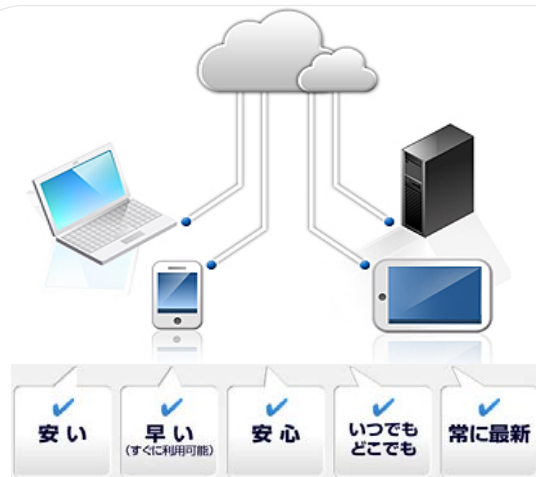 安い
早い
(すぐに利用可能)
安心
いつでも
どこでも
常に最新